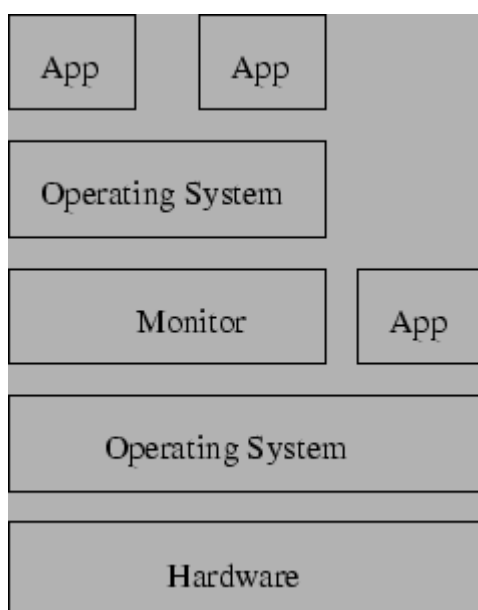 App App
Operating System
Monitor App
Operating System
Hardware